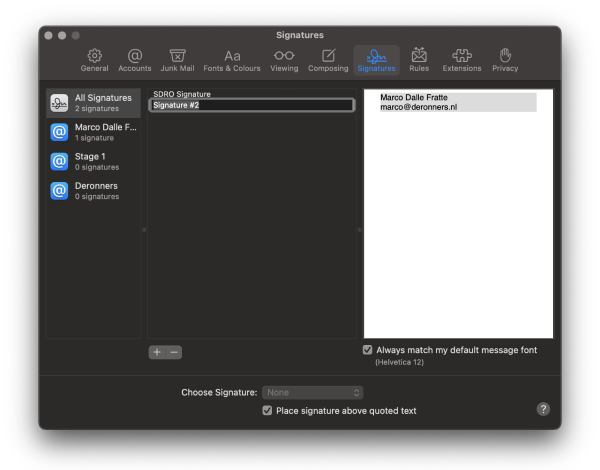 Signatures
General
Accounts
Junk Mail
Fonts & Colours
Viewing
Composing
Signatures
Rules
Extensions
Privacy
All Signatures
2 signatures
Marco Dalle F...
1 signature
Stage 1
0 signatures
Deronners
0 signatures
SDRO Signature
Signature #2
Marco Dalle Fratte
marco@deronners.nl
+ −
Always match my default message font
(Helvetica 12)
Choose Signature: None
Place signature above quoted text
?